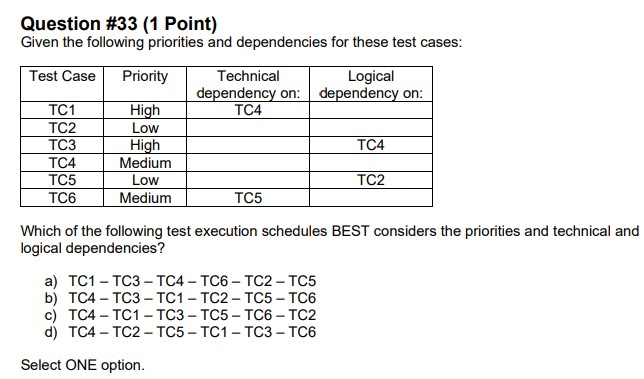 Question #33 (1 Point)
Given the following priorities and dependencies for these test cases:
Test Case Priority Technical dependency on: Logical dependency on:
TC1 High TC4
TC2 Low
TC3 High TC4
TC4 Medium
TC5 Low TC2
TC6 Medium TC5
Which of the following test execution schedules BEST considers the priorities and technical and
logical dependencies?
a) TC1 – TC3 – TC4 – TC6 – TC2 – TC5
b) TC4 – TC3 – TC1 – TC2 – TC5 – TC6
c) TC4 – TC1 – TC3 – TC5 – TC6 – TC2
d) TC4 – TC2 – TC5 – TC1 – TC3 – TC6
Select ONE option.